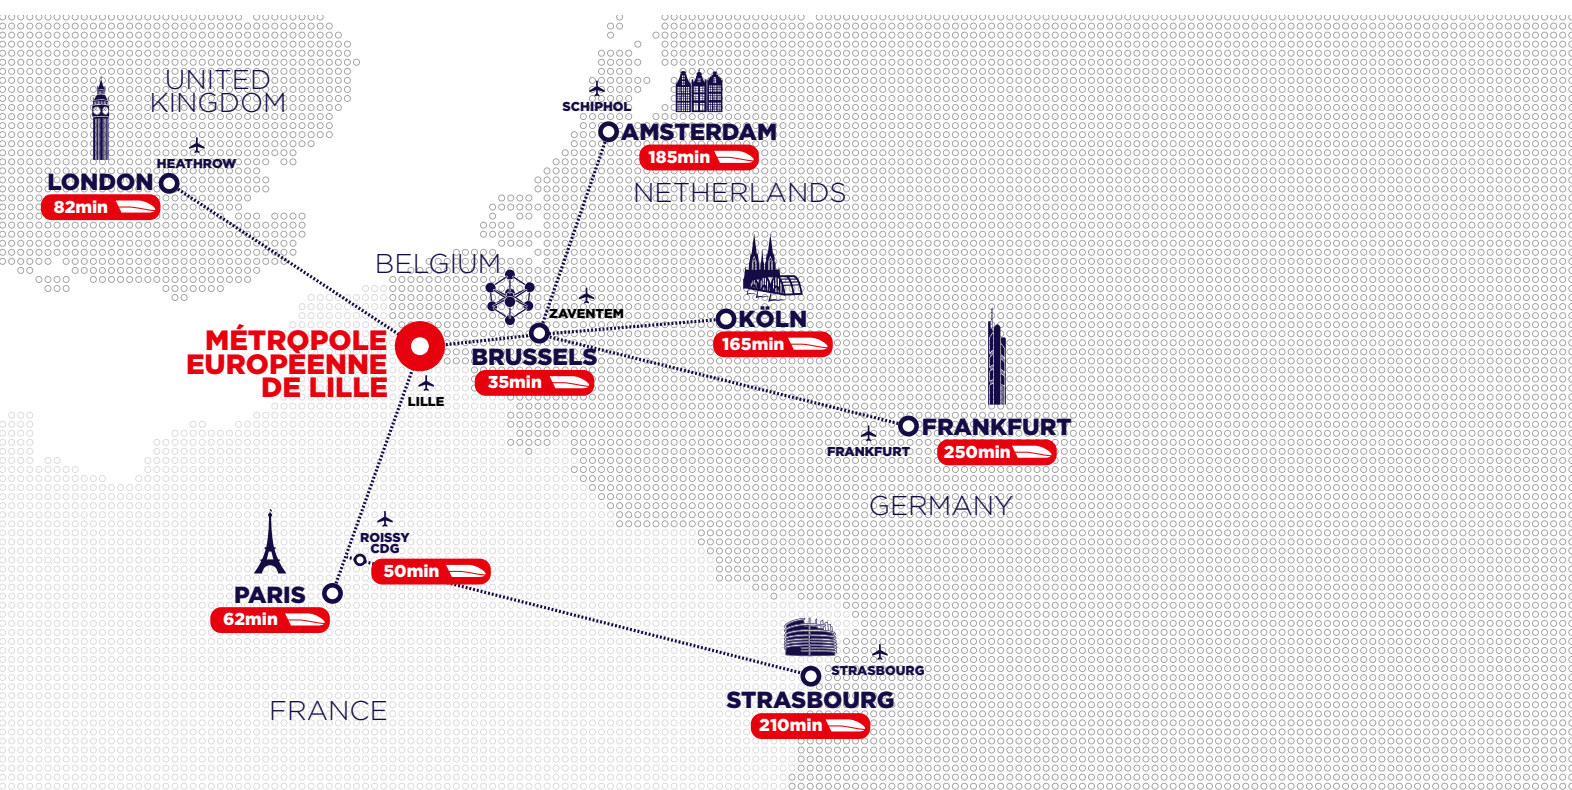 UNITED
KINGDOM
HEATHROW
LONDON
82min
SCHIPHOL
AMSTERDAM
185min
NETHERLANDS
BELGIUM
ZAVENTEM
BRUSSELS
35min
KÖLN
165min
MÉTROPOLE
EUROPÉENNE
DE LILLE
LILLE
FRANKFURT
250min
FRANKFURT
GERMANY
ROISSY
CDG
50min
PARIS
62min
STRASBOURG
STRASBOURG
210min
FRANCE